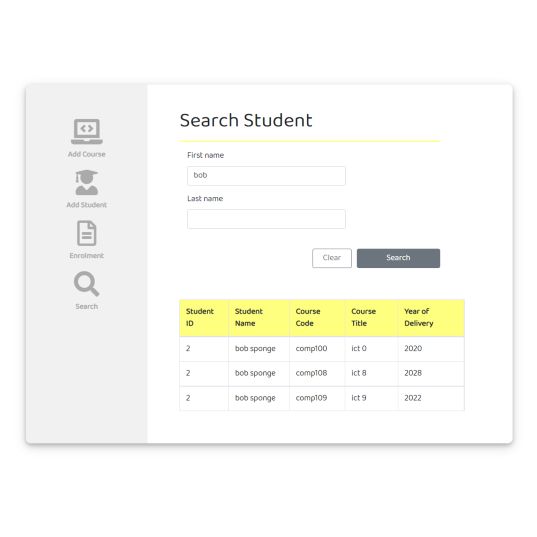 Add Course
Add Student
Enrolment
Search
Search Student
First name
bob
Last name
Clear Search
Student ID Student Name Course Code Course Title Year of Delivery
2 bob sponge comp100 ict 0 2020
2 bob sponge comp108 ict 8 2028
2 bob sponge comp109 ict 9 2022